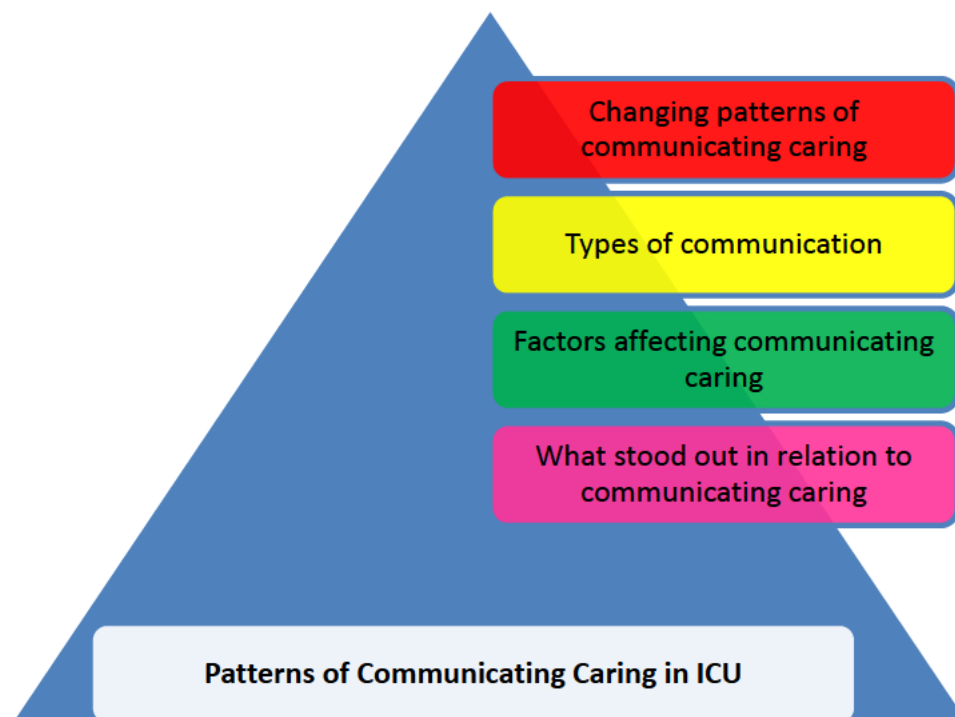 Changing patterns of
communicating caring
Types of communication
Factors affecting communicating
caring
What stood out in relation to
communicating caring
Patterns of Communicating Caring in ICU